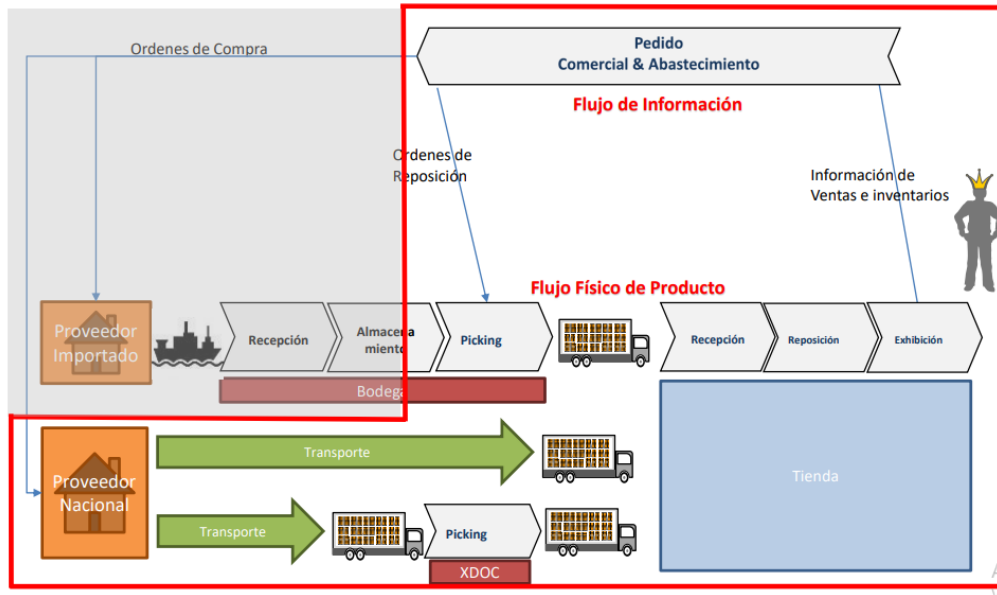 Ordenes de Compra
Pedido
Comercial & Abastecimiento
Flujo de Información
Ordenes de
Reposición
Información de
Ventas e inventarios
Flujo Físico de Producto
Proveedor
Importado
Recepción
Almacena
miento
Picking
Recepción
Reposición
Exhibición
Bodega
Proveedor
Nacional
Transporte
Tienda
Transporte
Picking
XDOC